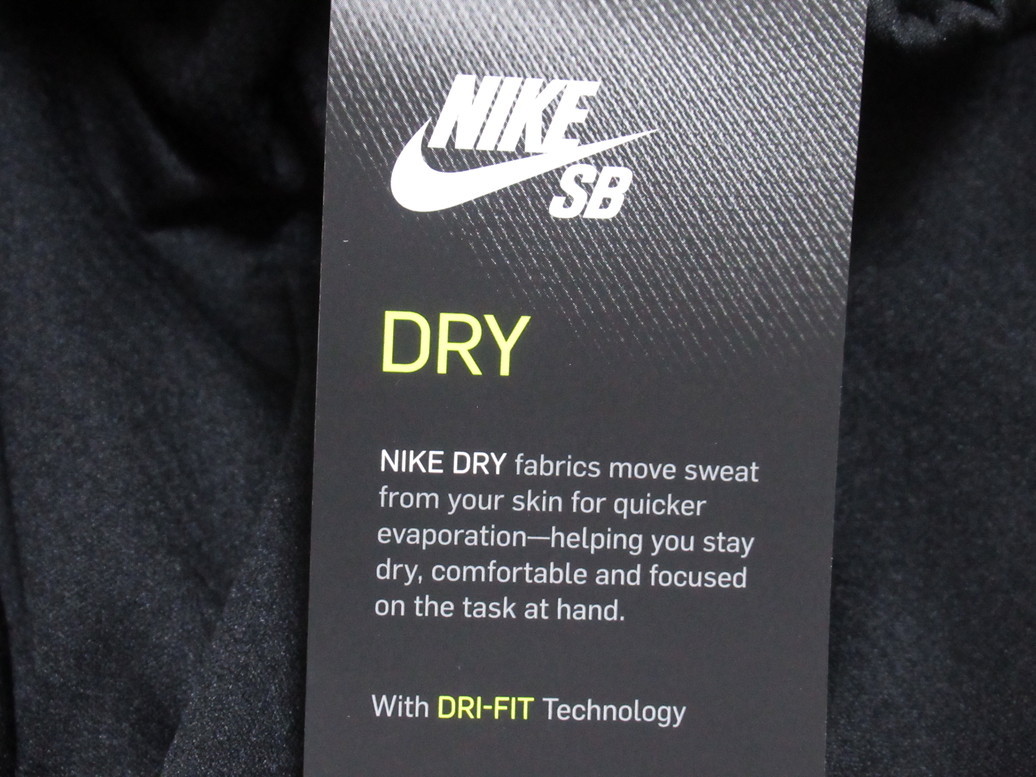 NIKE
SB
DRY
NIKE DRY fabrics move sweat
from your skin for quicker
evaporation—helping you stay
dry, comfortable and focused
on the task at hand.
With DRI-FIT Technology